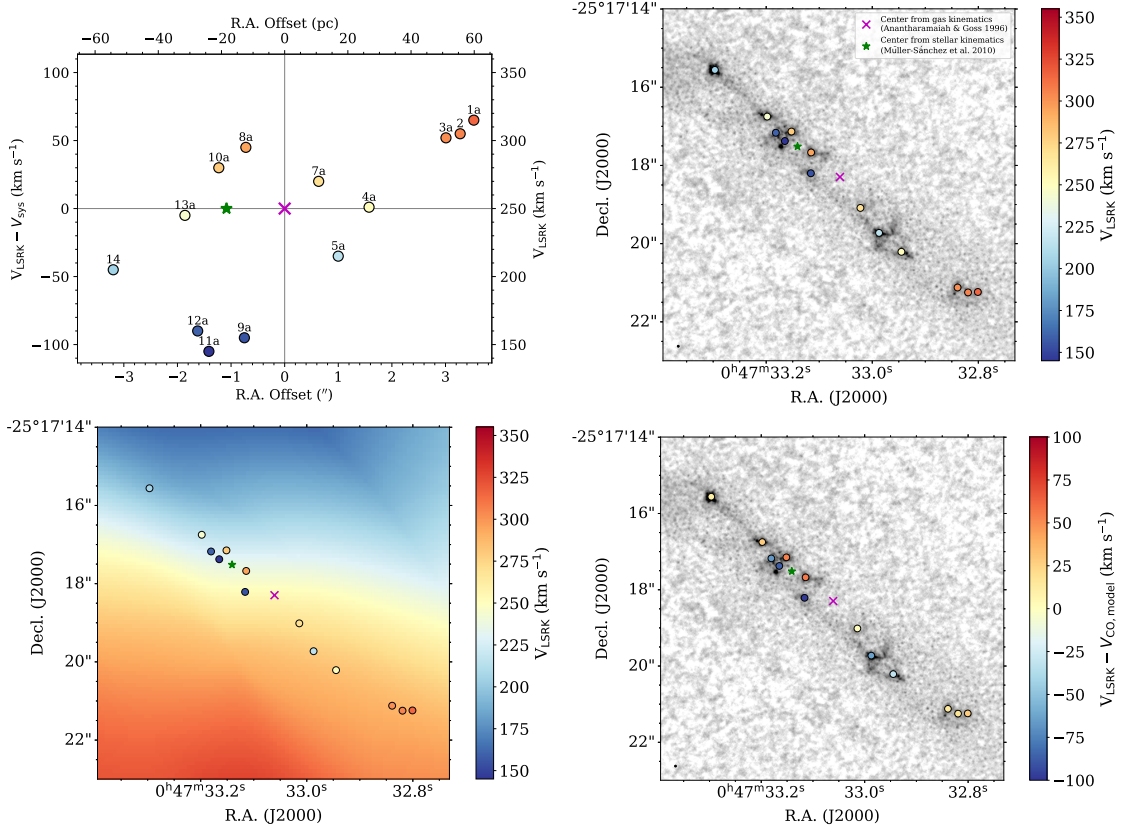 R.A. Offset (pc)
−60 −40 −20 0 20 40 60
100
50
0
−50
−100
V_LSRK − V_sys (km s⁻¹)
350
300
250
200
150
V_LSRK (km s⁻¹)
1a
2
3a
8a
10a
7a
4a
13a
5a
14
12a
9a
11a
−3 −2 −1 0 1 2 3
R.A. Offset (″)
-25°17'14"
16"
18"
20"
22"
Decl. (J2000)
Center from gas kinematics
(Anantharamaiah & Goss 1996)
Center from stellar kinematics
(Müller-Sánchez et al. 2010)
0ʰ47ᵐ33.2ˢ 33.0ˢ 32.8ˢ
R.A. (J2000)
350
325
300
275
250
225
200
175
150
V_LSRK (km s⁻¹)
-25°17'14"
16"
18"
20"
22"
Decl. (J2000)
0ʰ47ᵐ33.2ˢ 33.0ˢ 32.8ˢ
R.A. (J2000)
350
325
300
275
250
225
200
175
150
V_LSRK (km s⁻¹)
-25°17'14"
16"
18"
20"
22"
Decl. (J2000)
0ʰ47ᵐ33.2ˢ 33.0ˢ 32.8ˢ
R.A. (J2000)
100
75
50
25
0
−25
−50
−75
−100
V_LSRK − V_CO, model (km s⁻¹)